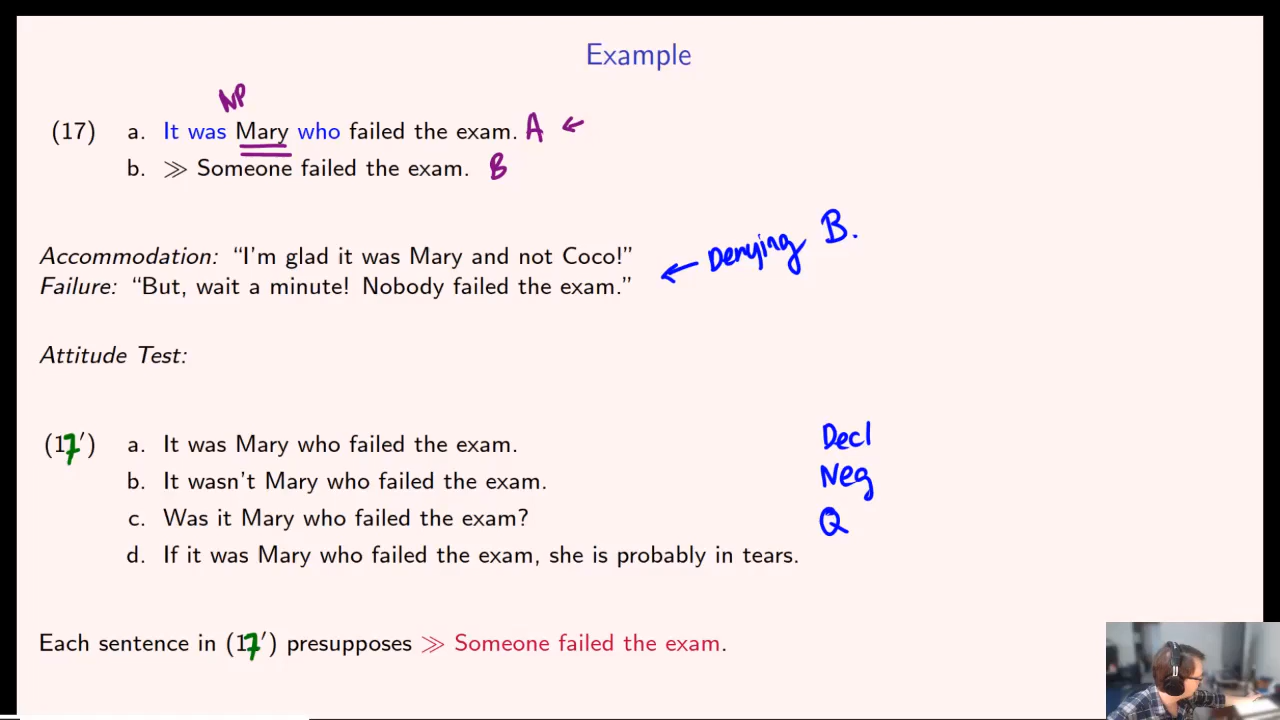 Example
NP
(17) a. It was Mary who failed the exam. A ←
b. ≫ Someone failed the exam. B
Accommodation: “I’m glad it was Mary and not Coco!”
Failure: “But, wait a minute! Nobody failed the exam.” ← Denying B.
Attitude Test:
(17′) a. It was Mary who failed the exam. Decl
b. It wasn’t Mary who failed the exam. Neg
c. Was it Mary who failed the exam? Q
d. If it was Mary who failed the exam, she is probably in tears.
Each sentence in (17′) presupposes ≫ Someone failed the exam.